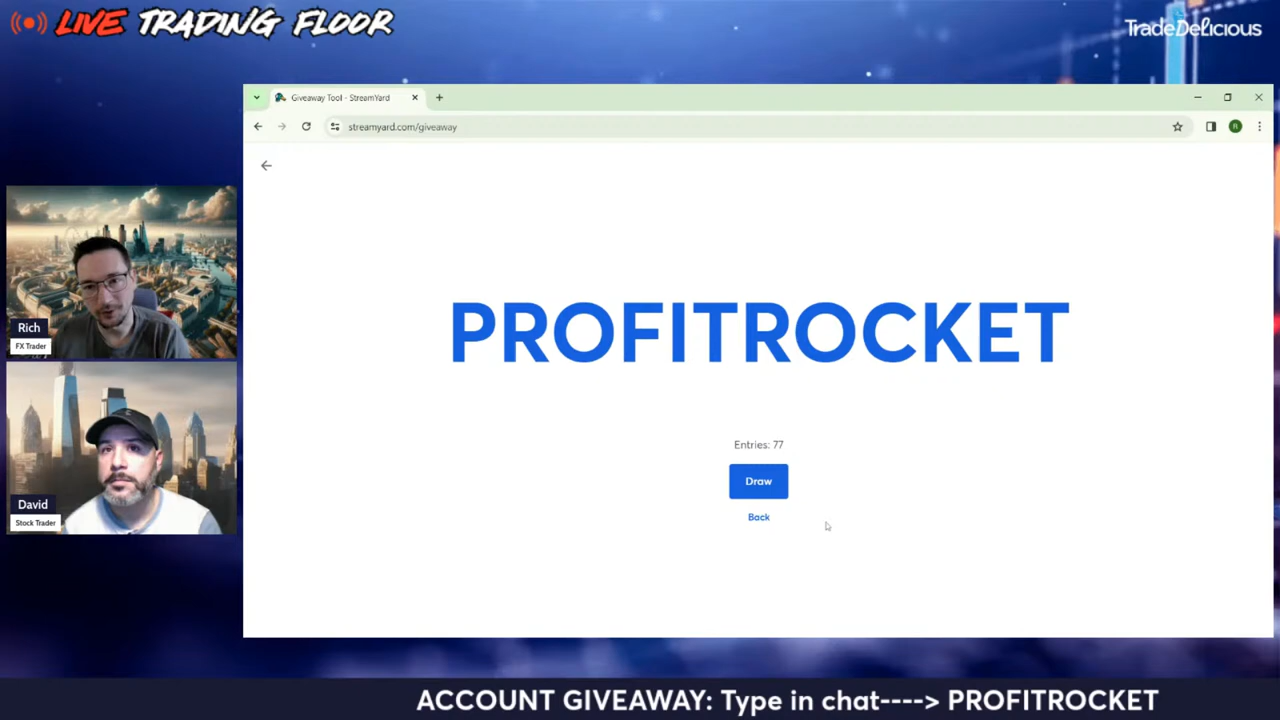 LIVE TRADING FLOOR
TradeDelicious
Giveaway Tool - StreamYard
streamyard.com/giveaway
R
PROFITROCKET
Entries: 77
Draw
Back
Rich
FX Trader
David
Stock Trader
ACCOUNT GIVEAWAY: Type in chat----> PROFITROCKET